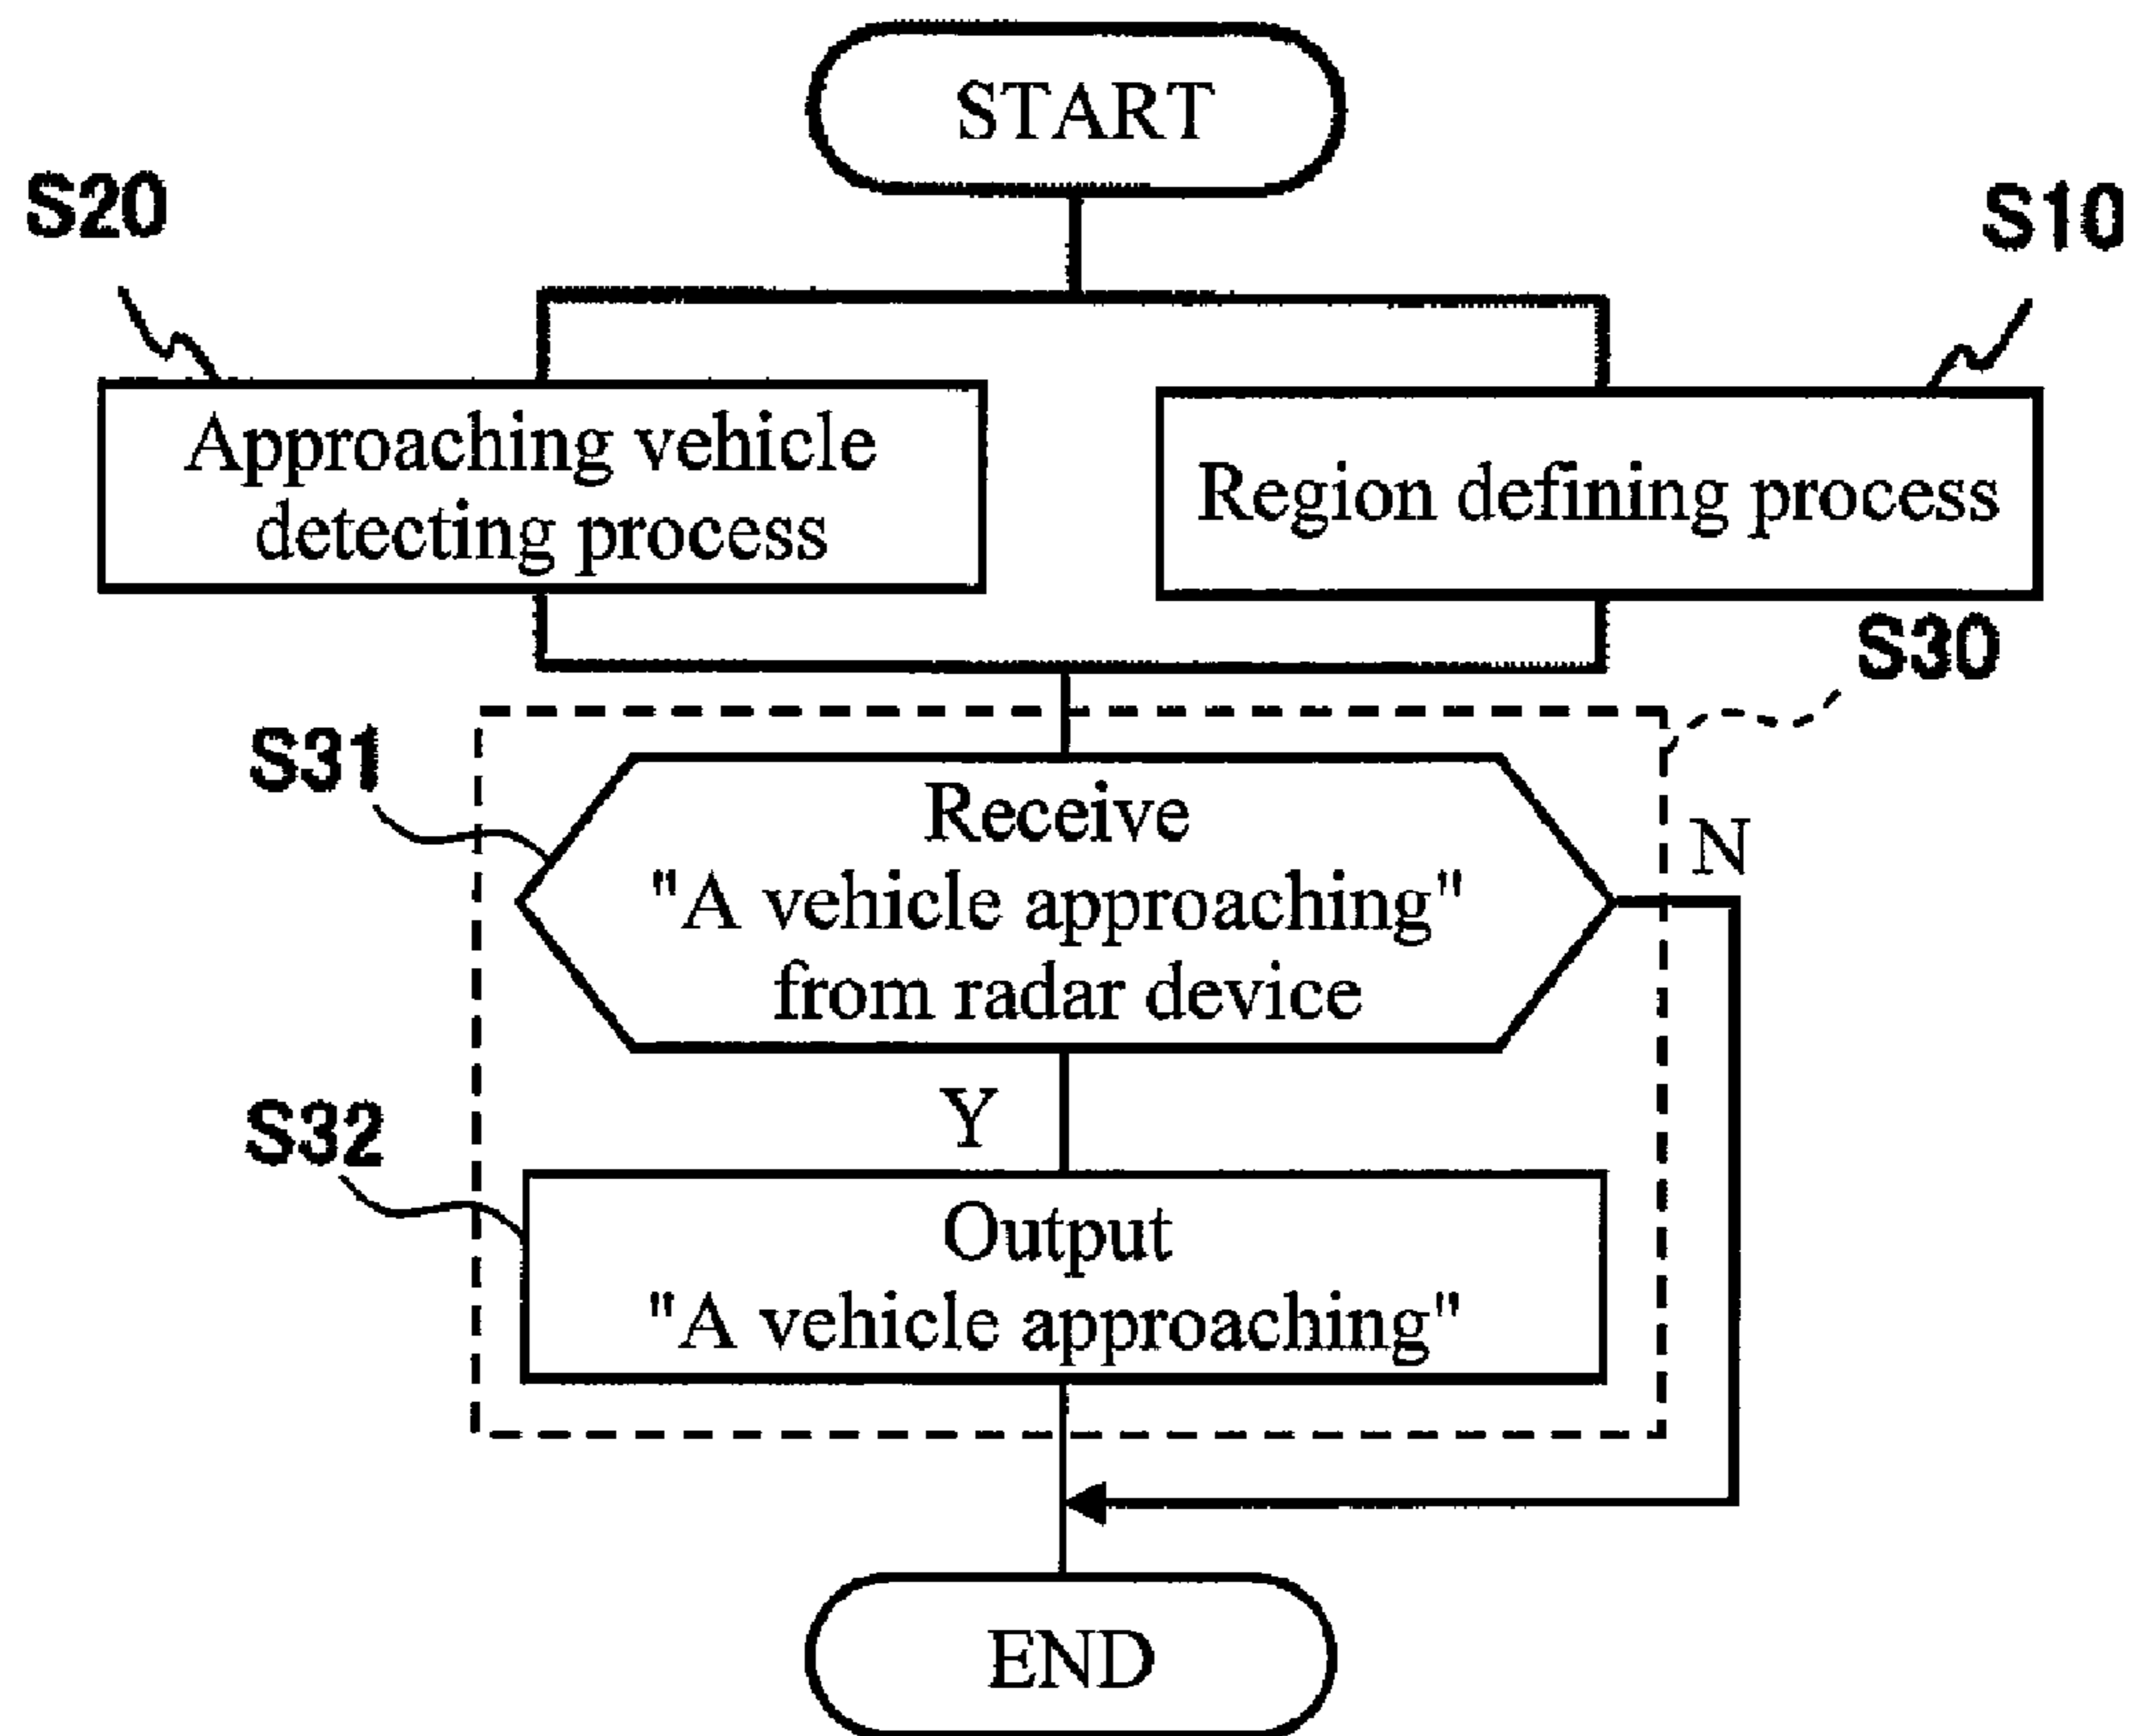 START
S20
S10
Approaching vehicle
detecting process
Region defining process
S30
S31
Receive
"A vehicle approaching"
from radar device
N
Y
S32
Output
"A vehicle approaching"
END